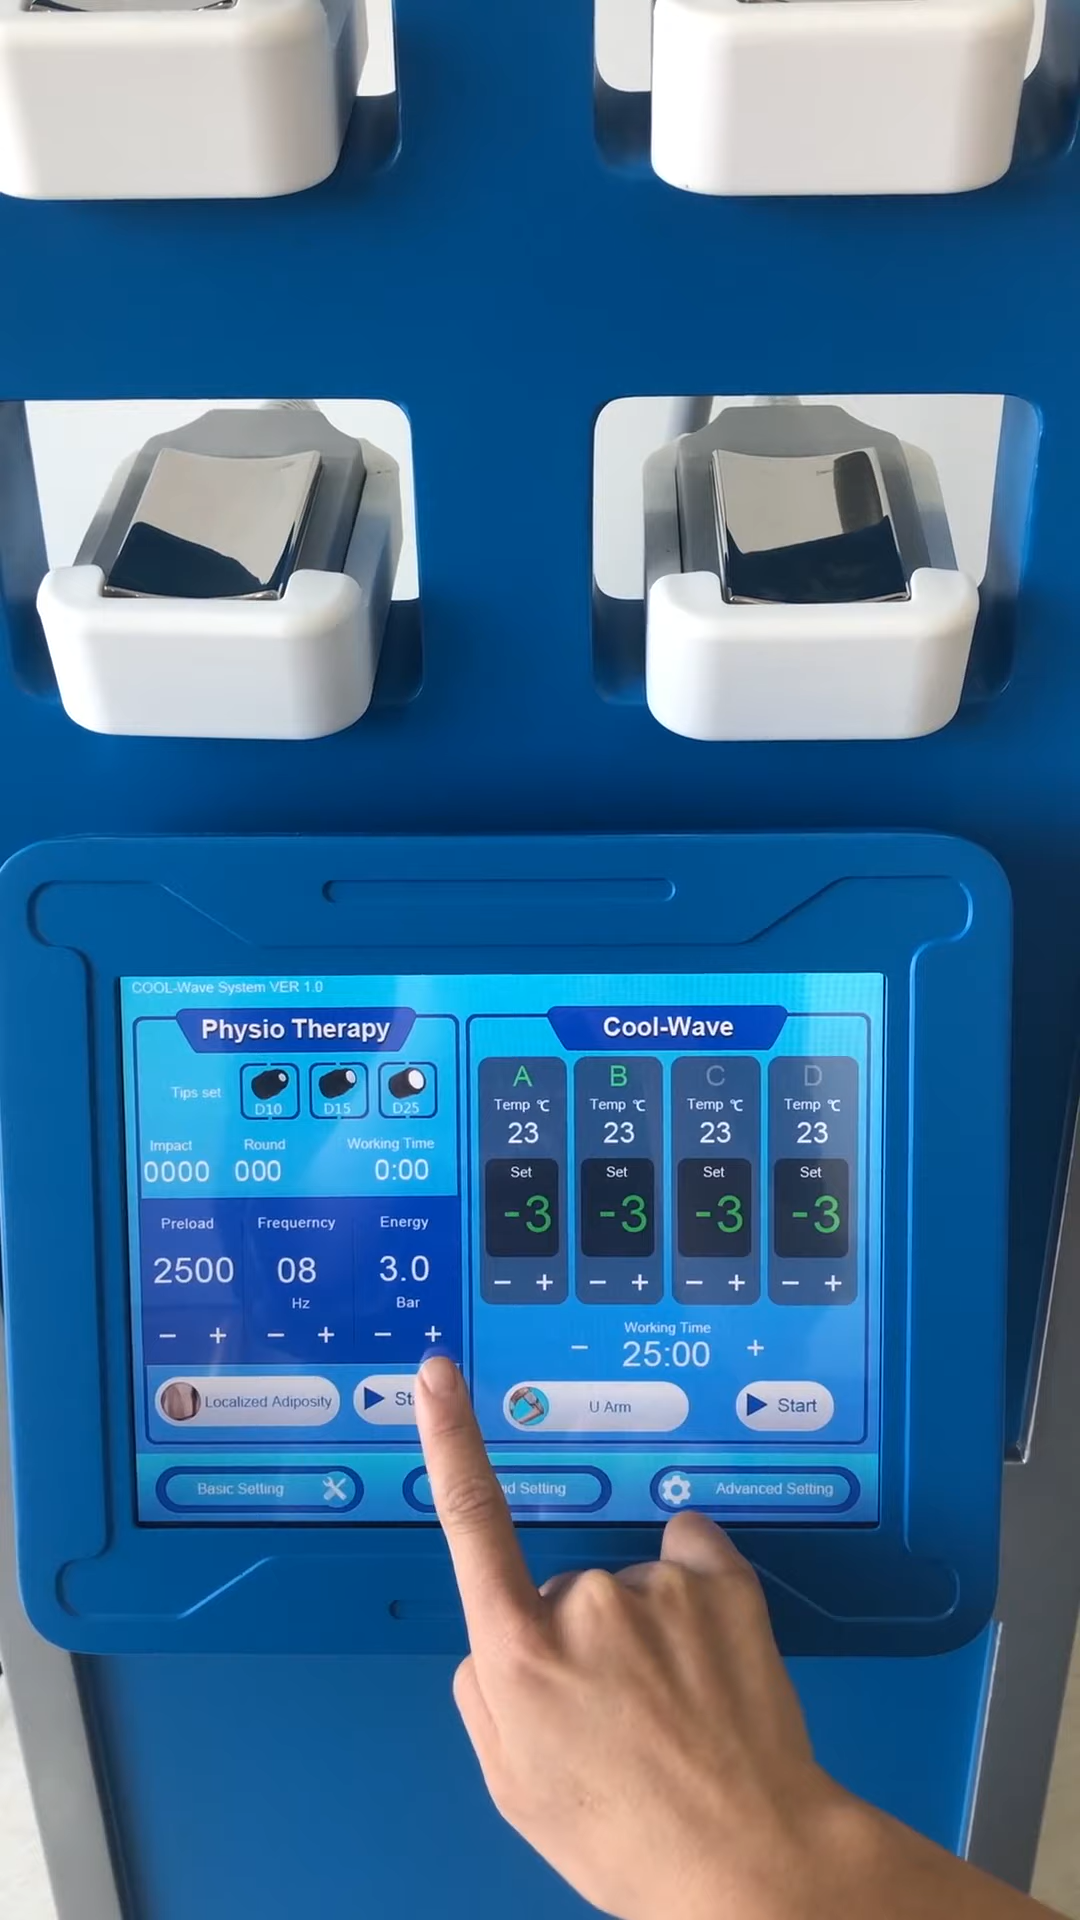 COOL-Wave System VER 1.0
Physio Therapy
Tips set
D10
D15
D25
Impact
Round
Working Time
0000
000
0:00
Preload
Frequerncy
Energy
2500
08
3.0
Hz
Bar
− +
− +
− +
Localized Adiposity
Cool-Wave
A
B
C
D
Temp ℃
Temp ℃
Temp ℃
Temp ℃
23
23
23
23
Set
Set
Set
Set
-3
-3
-3
-3
− +
− +
− +
− +
Working Time
− 25:00 +
U Arm
Start
Basic Setting
Setting
Advanced Setting